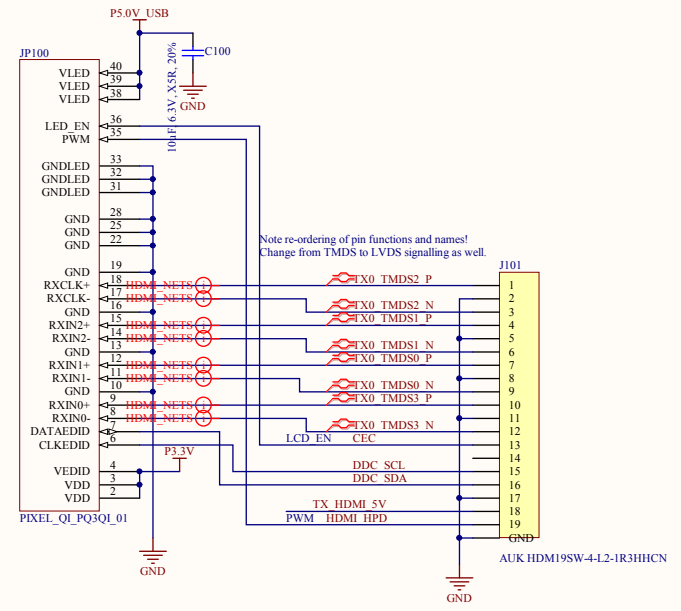 P5.0V_USB
JP100
C100
10uF, 6.3V, X5R, 20%
GND
VLED 40
VLED 39
VLED 38
LED_EN 36
PWM 35
GNDLED 33
GNDLED 32
GNDLED 31
GND 28
GND 25
GND 22
Note re-ordering of pin functions and names!
Change from TMDS to LVDS signalling as well.
J101
GND 19
RXCLK+ 18 HDMI_NETS i TX0_TMDS2_P 1
RXCLK- 17 HDMI_NETS i 2
GND 16 TX0_TMDS2_N 3
RXIN2+ 15 HDMI_NETS i TX0_TMDS1_P 4
RXIN2- 14 HDMI_NETS i 5
GND 13 TX0_TMDS1_N 6
RXIN1+ 12 HDMI_NETS i TX0_TMDS0_P 7
RXIN1- 11 HDMI_NETS i 8
GND 10 TX0_TMDS0_N 9
RXIN0+ 9 HDMI_NETS i TX0_TMDS3_P 10
RXIN0- 8 HDMI_NETS i 11
DATAEDID 7 TX0_TMDS3_N 12
CLKEDID 6 LCD_EN CEC 13
P3.3V 14
VEDID 4 DDC_SCL 15
VDD 3 DDC_SDA 16
VDD 2 17
TX_HDMI_5V 18
PIXEL_QI_PQ3QI_01 PWM HDMI_HPD 19
GND
AUK HDM19SW-4-L2-1R3HHCN
GND
GND